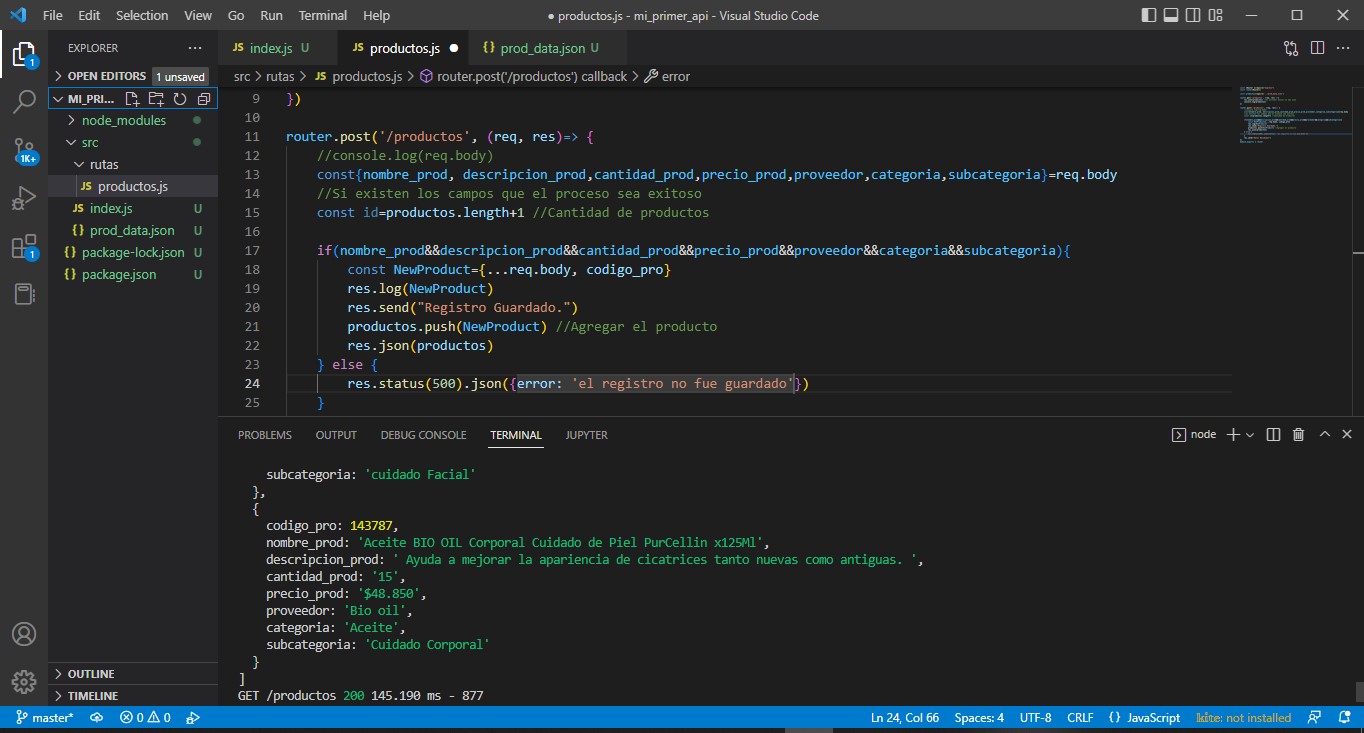 File Edit Selection View Go Run Terminal Help
● productos.js - mi_primer_api - Visual Studio Code
EXPLORER ...
JS index.js U
JS productos.js ●
{} prod_data.json U
1
> OPEN EDITORS 1 unsaved
src > rutas > JS productos.js > router.post('/productos') callback > error
MI_PRI...
node_modules
src
rutas
JS productos.js
JS index.js U
{} prod_data.json U
{} package-lock.json U
{} package.json U
1K+
1
9 })
10
11 router.post('/productos', (req, res)=> {
12 //console.log(req.body)
13 const{nombre_prod, descripcion_prod,cantidad_prod,precio_prod,proveedor,categoria,subcategoria}=req.body
14 //Si existen los campos que el proceso sea exitoso
15 const id=productos.length+1 //Cantidad de productos
16
17 if(nombre_prod&&descripcion_prod&&cantidad_prod&&precio_prod&&proveedor&&categoria&&subcategoria){
18 const NewProduct={...req.body, codigo_pro}
19 res.log(NewProduct)
20 res.send("Registro Guardado.")
21 productos.push(NewProduct) //Agregar el producto
22 res.json(productos)
23 } else {
24 res.status(500).json({error: 'el registro no fue guardado'})
25 }
PROBLEMS OUTPUT DEBUG CONSOLE TERMINAL JUPYTER
node
subcategoria: 'cuidado Facial'
},
{
codigo_pro: 143787,
nombre_prod: 'Aceite BIO OIL Corporal Cuidado de Piel PurCellin x125Ml',
descripcion_prod: ' Ayuda a mejorar la apariencia de cicatrices tanto nuevas como antiguas. ',
cantidad_prod: '15',
precio_prod: '$48.850',
proveedor: 'Bio oil',
categoria: 'Aceite',
subcategoria: 'Cuidado Corporal'
}
]
GET /productos 200 145.190 ms - 877
> OUTLINE
> TIMELINE
master* 0 0
Ln 24, Col 66 Spaces: 4 UTF-8 CRLF {} JavaScript kite: not installed